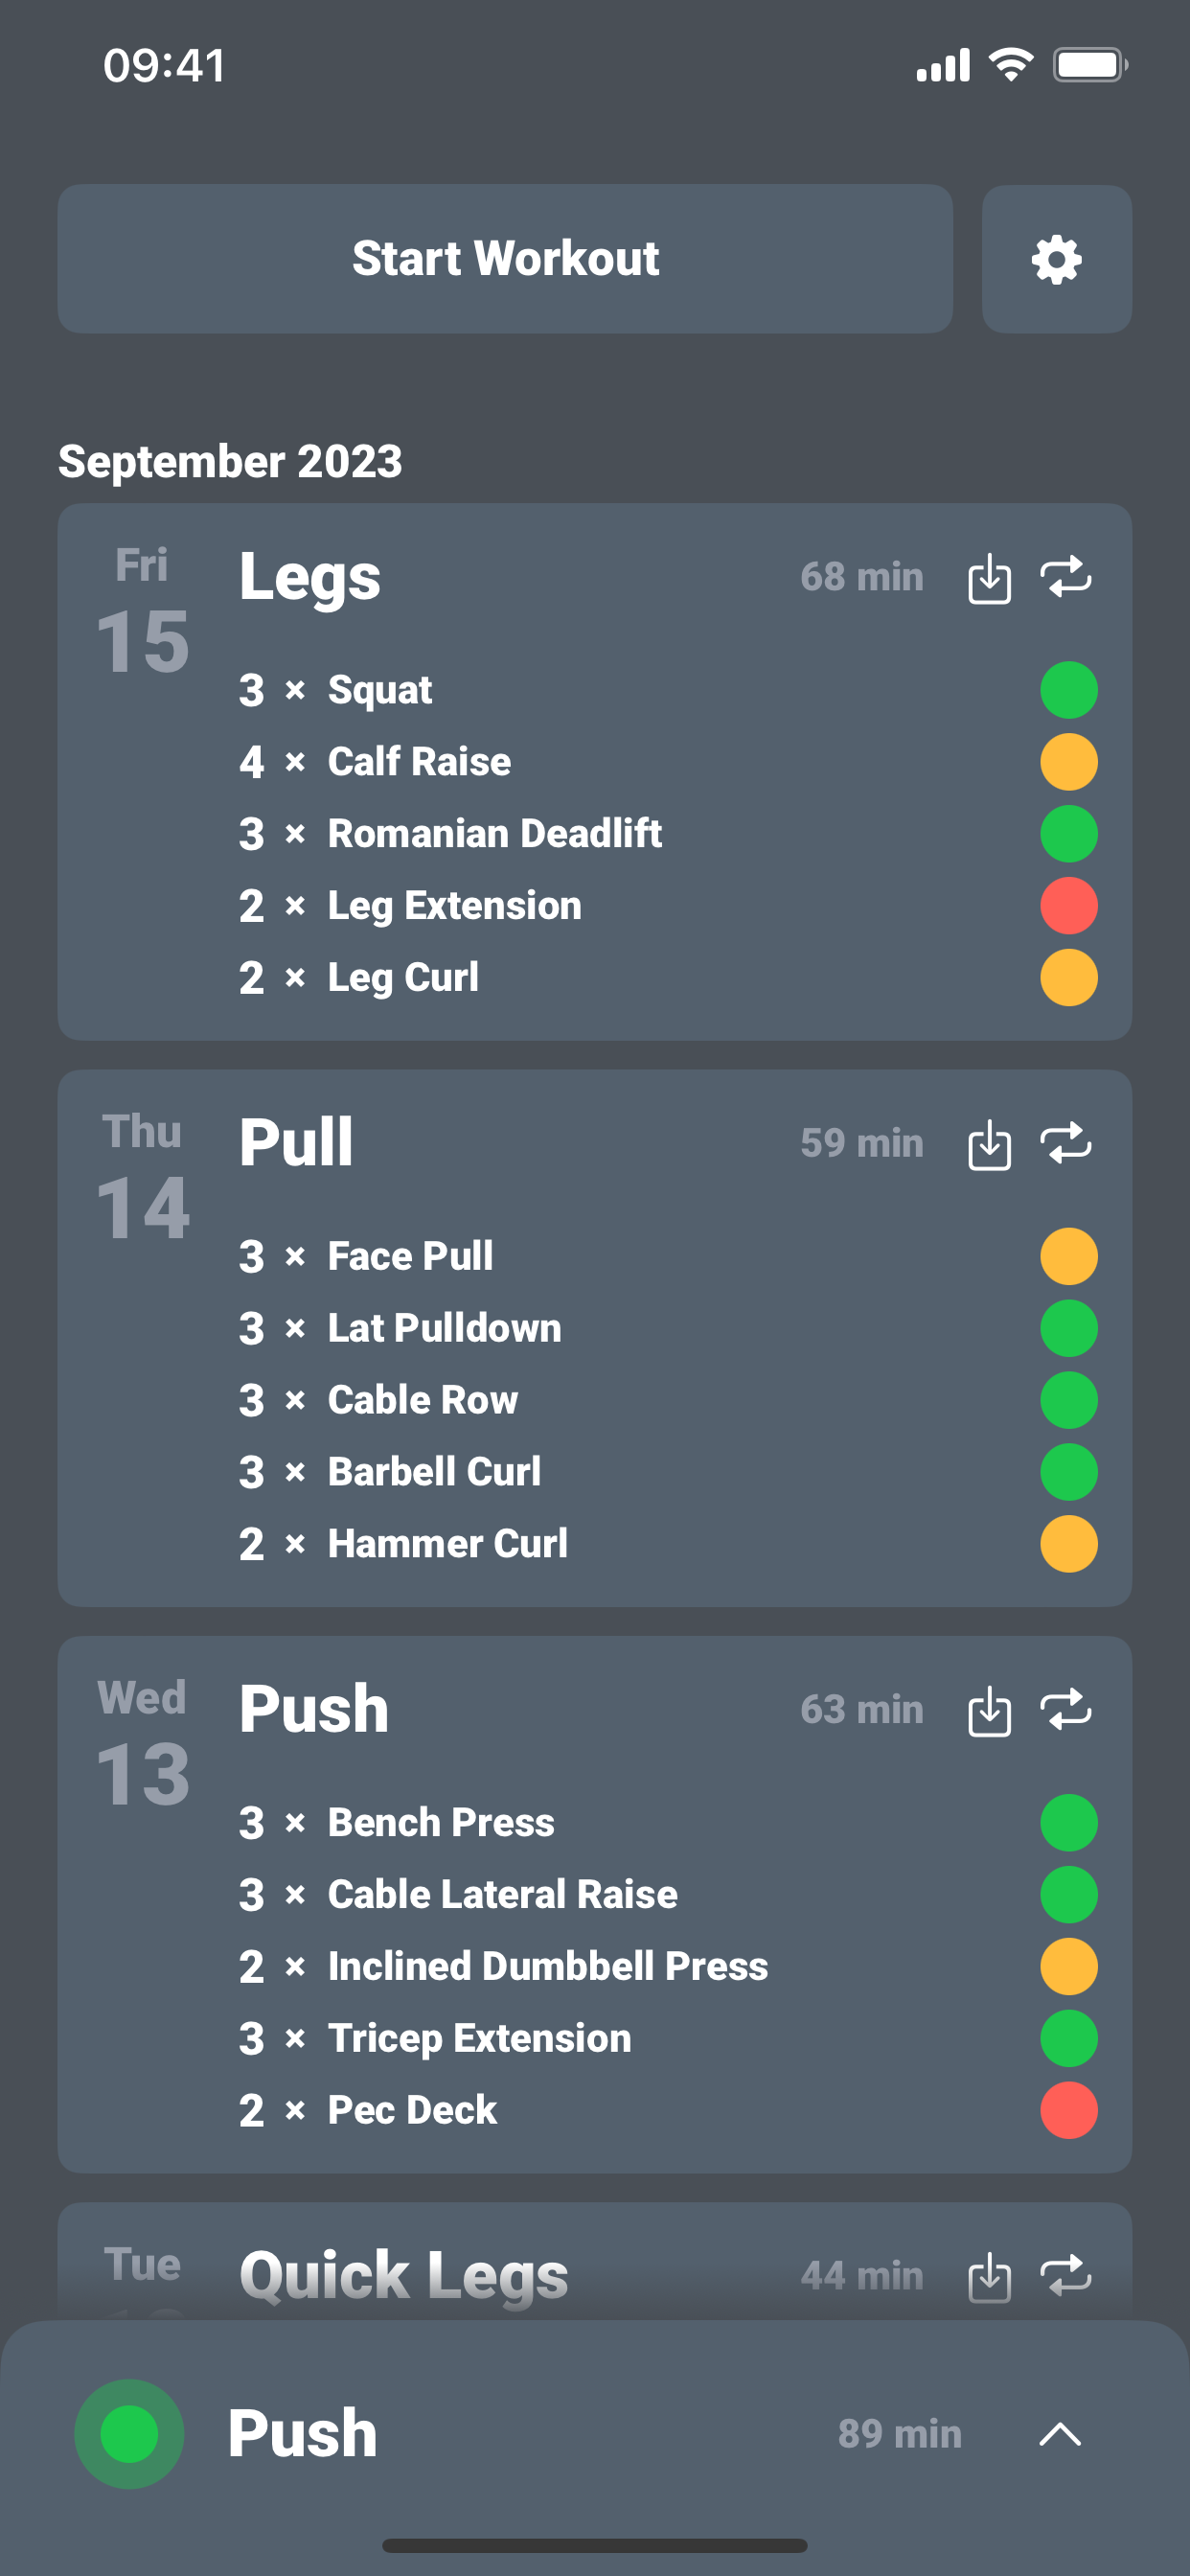 09:41
Start Workout
September 2023
Fri
15
Legs
68 min
3 × Squat
4 × Calf Raise
3 × Romanian Deadlift
2 × Leg Extension
2 × Leg Curl
Thu
14
Pull
59 min
3 × Face Pull
3 × Lat Pulldown
3 × Cable Row
3 × Barbell Curl
2 × Hammer Curl
Wed
13
Push
63 min
3 × Bench Press
3 × Cable Lateral Raise
2 × Inclined Dumbbell Press
3 × Tricep Extension
2 × Pec Deck
Tue
Quick Legs
44 min
Push
89 min